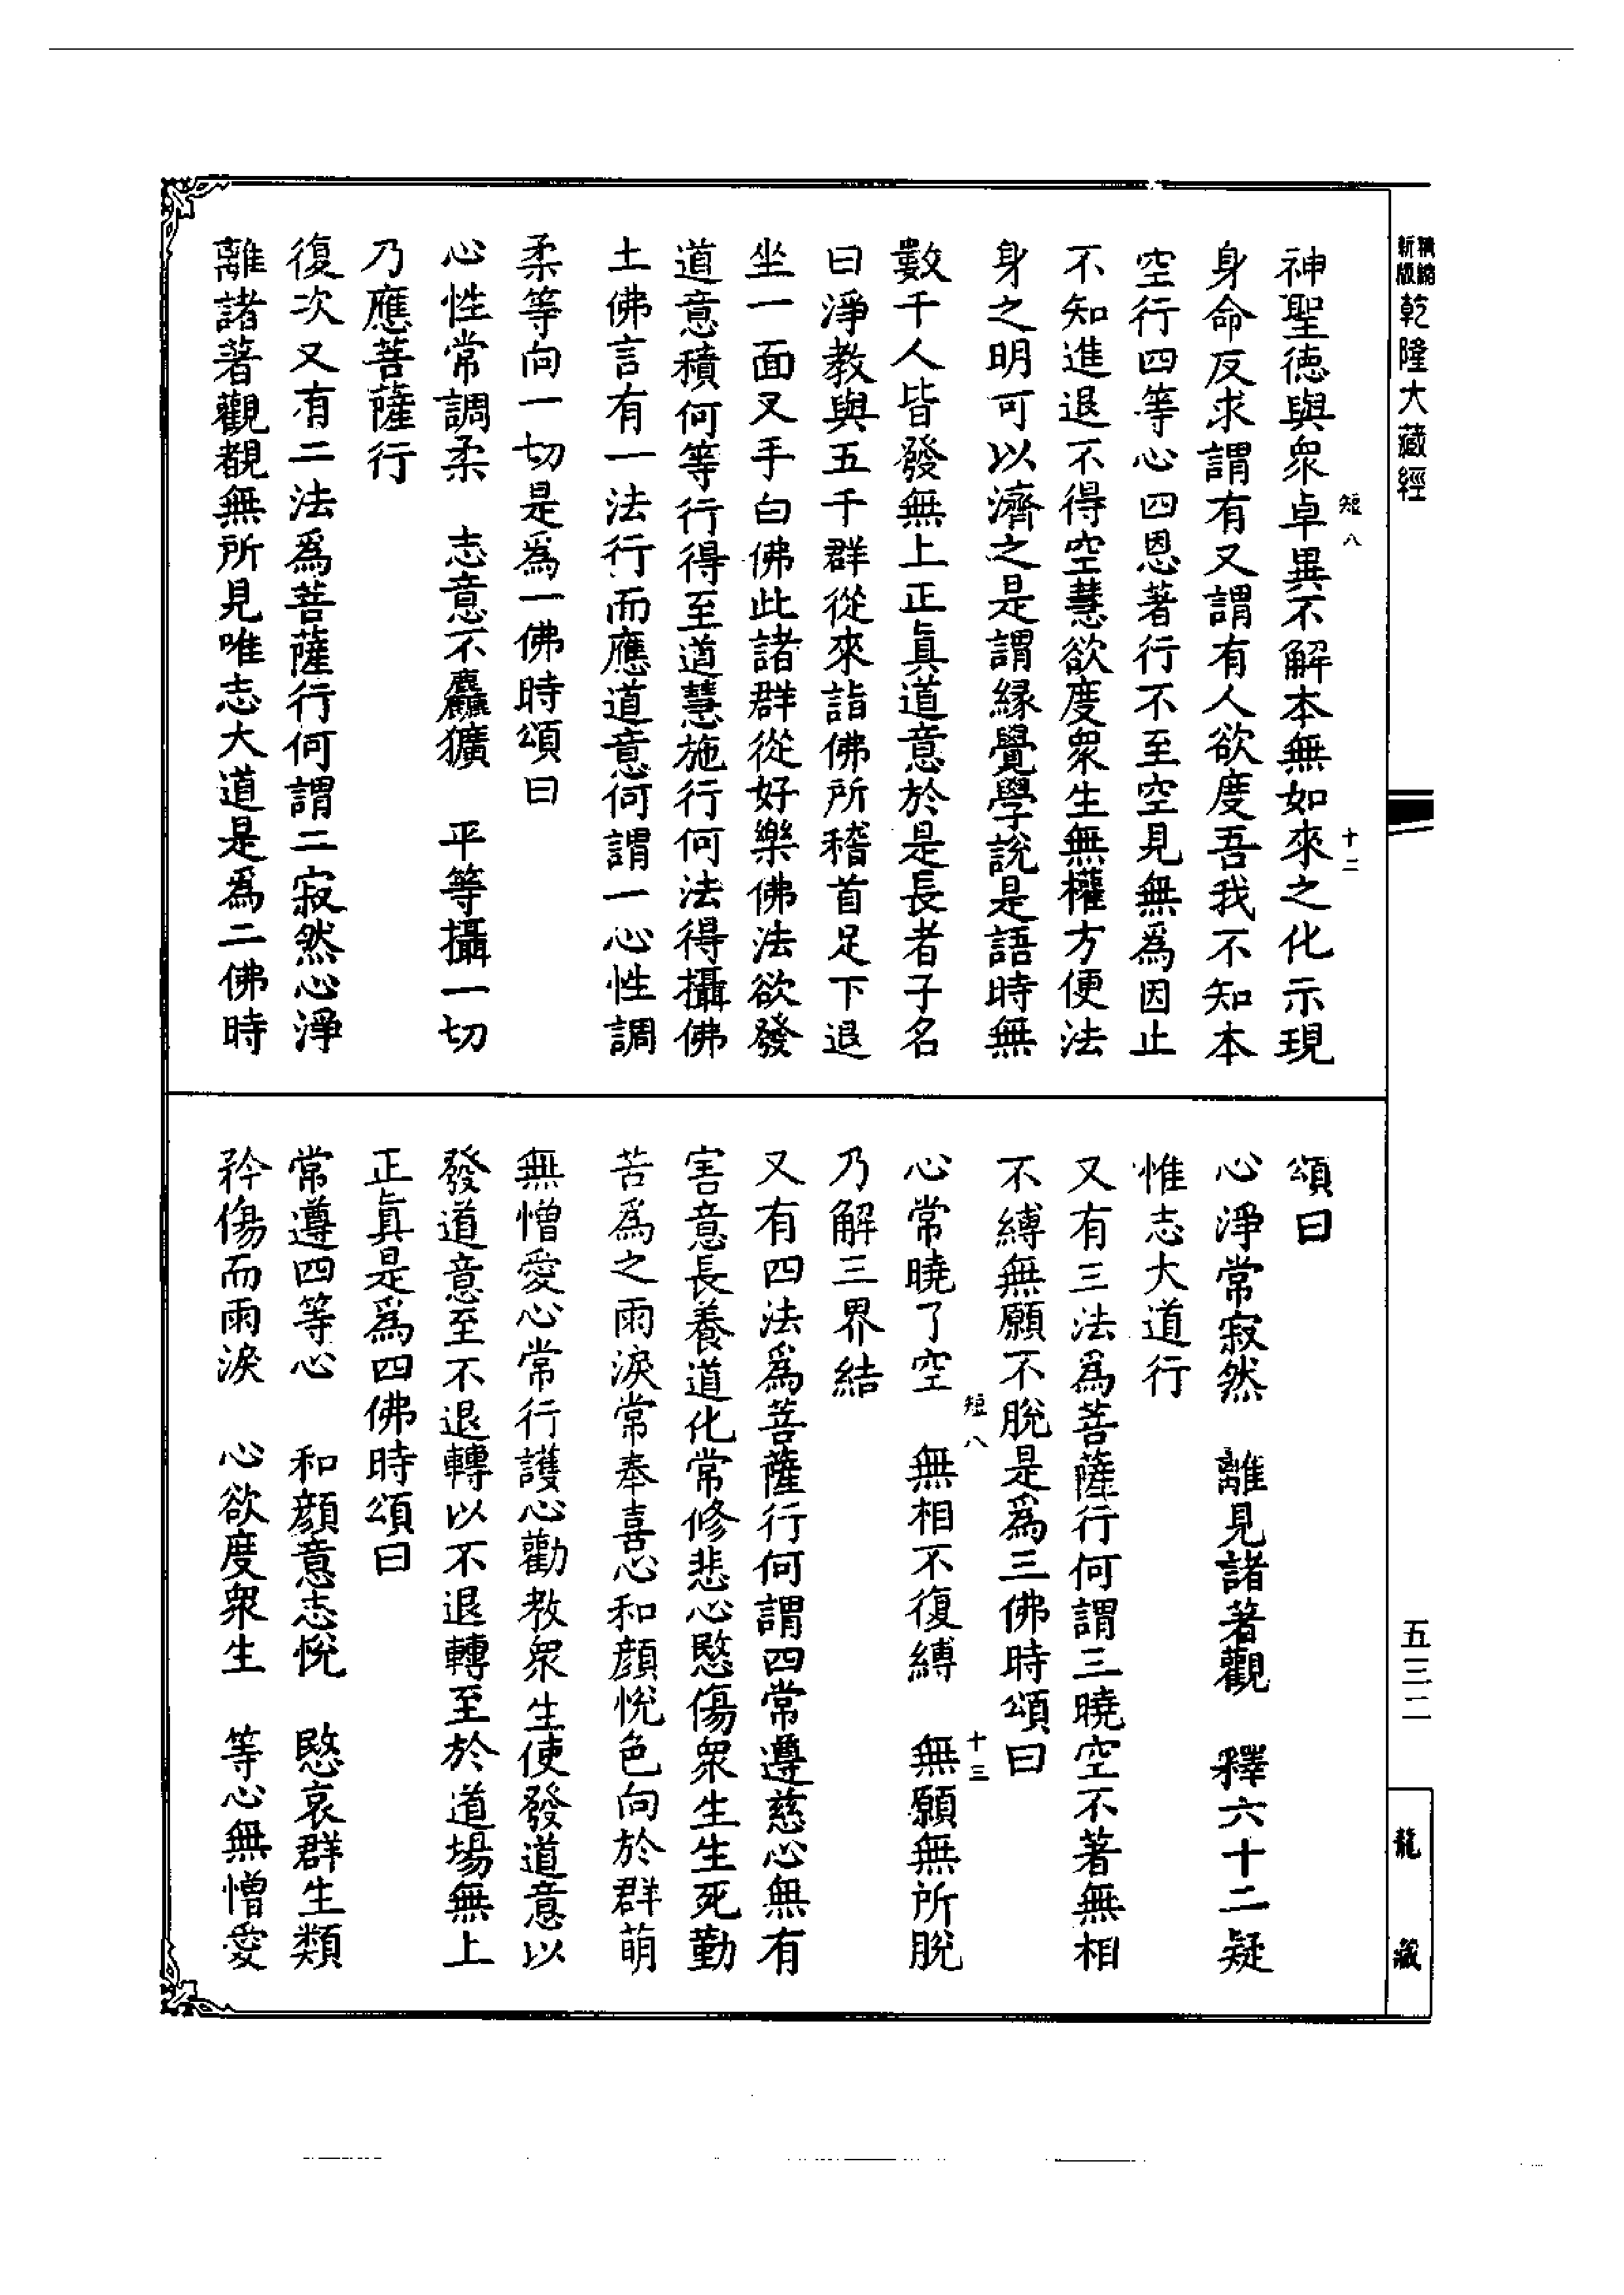 精縮新版乾隆大藏經
短八
十二
神聖德與衆卓異不解本無如來之化示現
身命反求謂有又謂有人欲度吾我不知本
空行四等心四恩著行不至空見無爲因止
不知進退不得空慧欲度衆生無權方便法
身之明可以濟之是謂緣覺學說是語時無
數千人皆發無上正眞道意於是長者子名
曰淨教與五千群從來詣佛所稽首足下退
坐一面叉手白佛此諸群從好樂佛法欲發
道意積何等行得至道慧施行何法得攝佛
土佛言有一法行而應道意何謂一心性調
柔等向一切是爲一佛時頌曰
心性常調柔　志意不麤獷　平等攝一切
乃應菩薩行
復次又有二法爲菩薩行何謂二寂然心淨
離諸著觀覩無所見唯志大道是爲二佛時
頌曰
心淨常寂然　離見諸著觀　釋六十二疑
惟志大道行
又有三法爲菩薩行何謂三曉空不著無相
不縛無願不脫是爲三佛時頌曰
短八
十三
心常曉了空　無相不復縛　無願無所脫
乃解三界結
又有四法爲菩薩行何謂四常遵慈心無有
害意長養道化常修悲心愍傷衆生生死勤
苦爲之雨淚常奉喜心和顏悅色向於群萌
無憎愛心常行護心勸教衆生使發道意以
發道意至不退轉以不退轉至於道場無上
正眞是爲四佛時頌曰
常遵四等心　和顏意志悅　愍哀群生類
矜傷而雨淚　心欲度衆生　等心無憎愛
五三二
龍藏